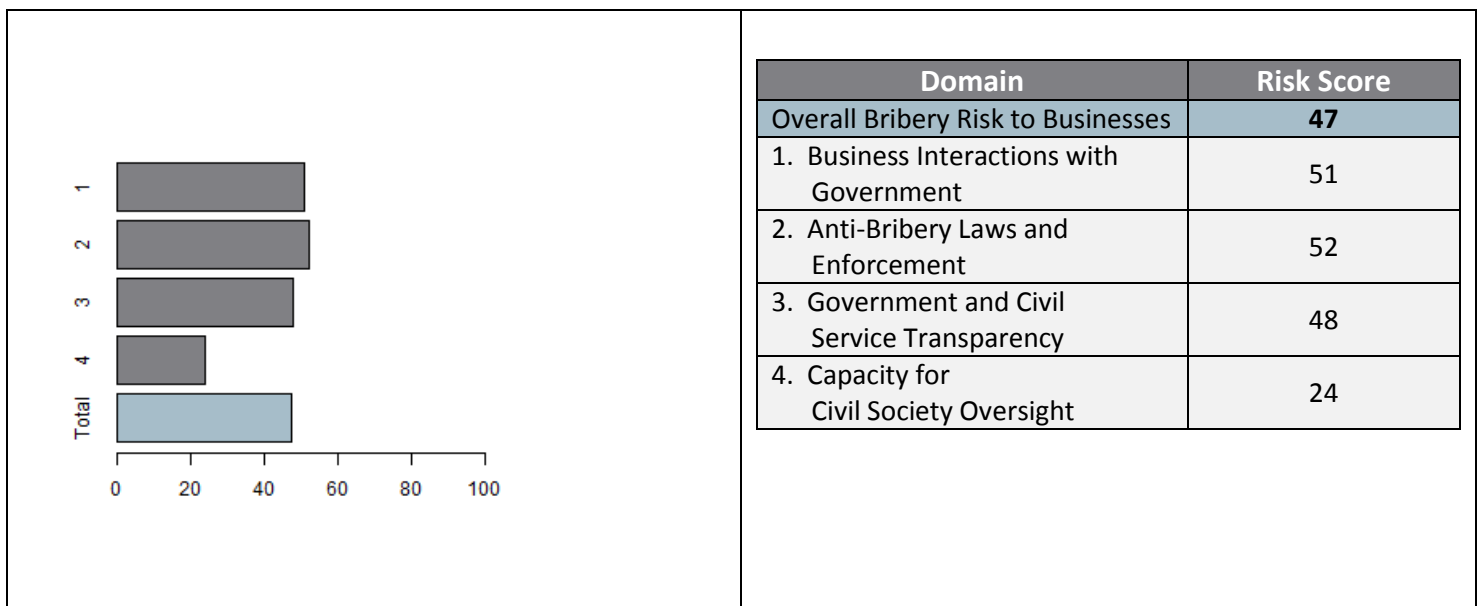 1
2
3
4
Total
0 20 40 60 80 100
Domain Risk Score
Overall Bribery Risk to Businesses 47
1. Business Interactions with
Government 51
2. Anti-Bribery Laws and
Enforcement 52
3. Government and Civil
Service Transparency 48
4. Capacity for
Civil Society Oversight 24